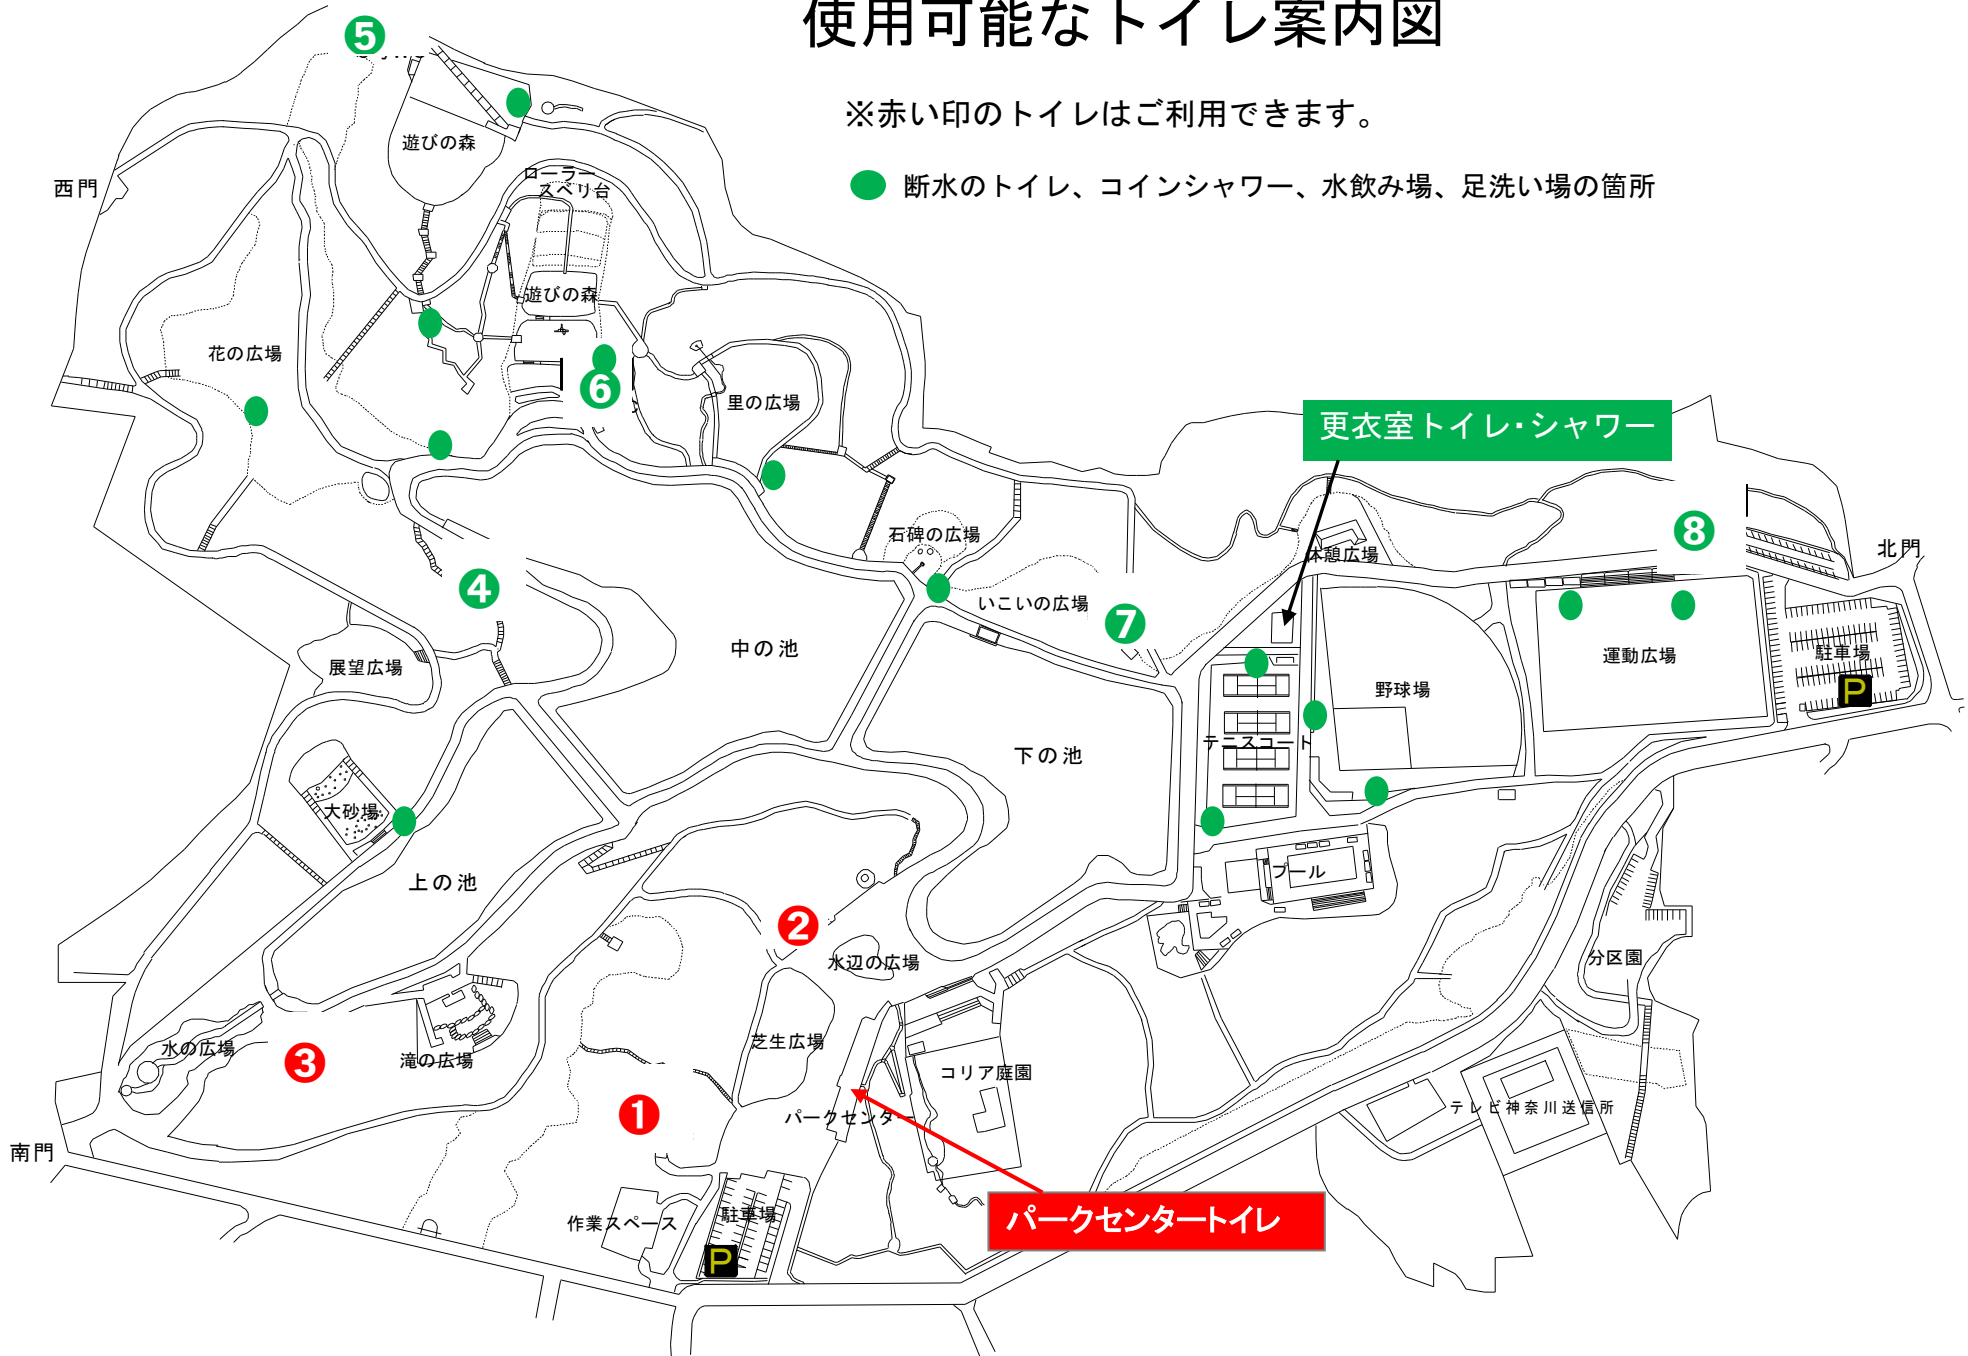 使用可能なトイレ案内図
※赤い印のトイレはご利用できます。
断水のトイレ、コインシャワー、水飲み場、足洗い場の箇所
5
遊びの森
西門
ローラー
スベリ台
遊びの森
花の広場
6
里の広場
更衣室トイレ・シャワー
石碑の広場
8
北門
休憩広場
4
いこいの広場
7
中の池
展望広場
運動広場
駐車場
野球場
P
テニスコート
下の池
大砂場
プール
上の池
2
水辺の広場
分区園
水の広場
3
滝の広場
芝生広場
コリア庭園
1
パークセンター
テレビ神奈川送信所
南門
作業スペース
駐車場
パークセンタートイレ
P